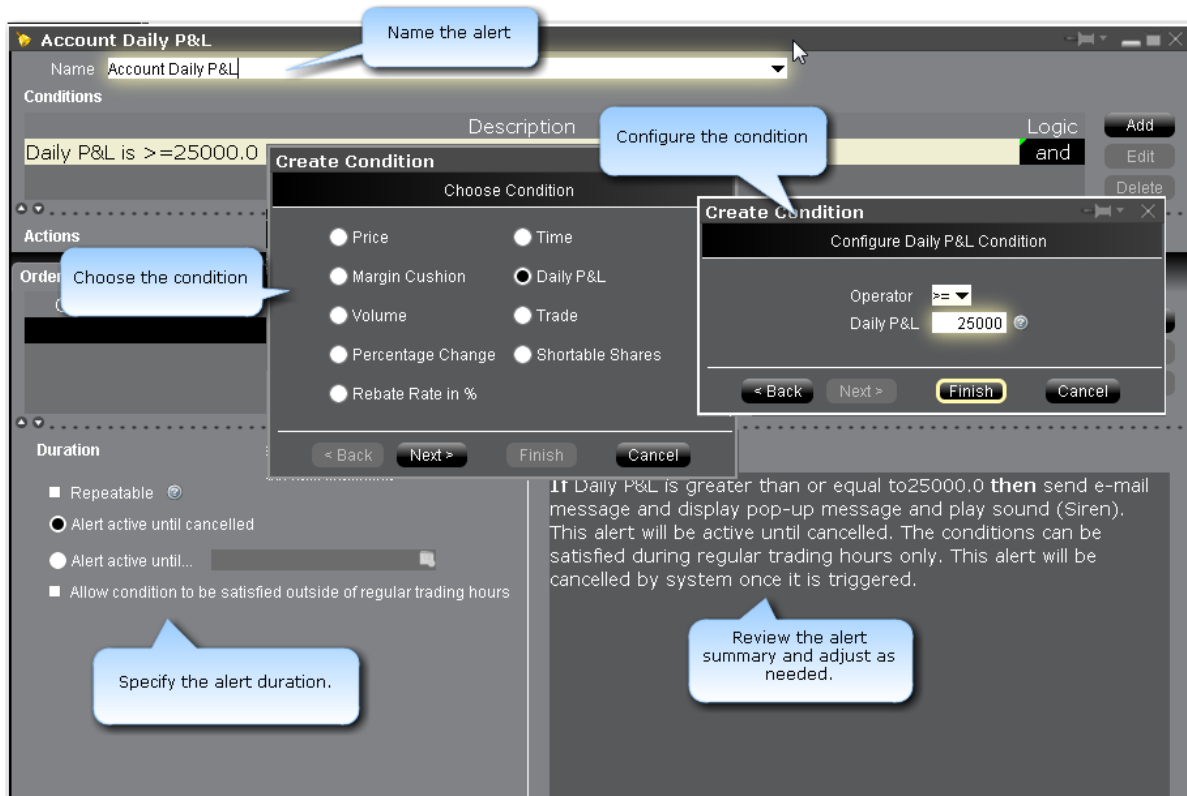 Account Daily P&L
Name the alert
Name Account Daily P&L
Conditions
Description
Logic
Add
Daily P&L is >=25000.0
and
Edit
Delete
Configure the condition
Create Condition
Choose Condition
Price
Time
Margin Cushion
Daily P&L
Volume
Trade
Percentage Change
Shortable Shares
Rebate Rate in %
< Back
Next >
Finish
Cancel
Create Condition
Configure Daily P&L Condition
Operator >=
Daily P&L 25000
< Back
Next >
Finish
Cancel
Actions
Choose the condition
Duration
Repeatable
Alert active until cancelled
Alert active until...
Allow condition to be satisfied outside of regular trading hours
Specify the alert duration.
If Daily P&L is greater than or equal to25000.0 then send e-mail
message and display pop-up message and play sound (Siren).
This alert will be active until cancelled. The conditions can be
satisfied during regular trading hours only. This alert will be
cancelled by system once it is triggered.
Review the alert
summary and adjust as
needed.